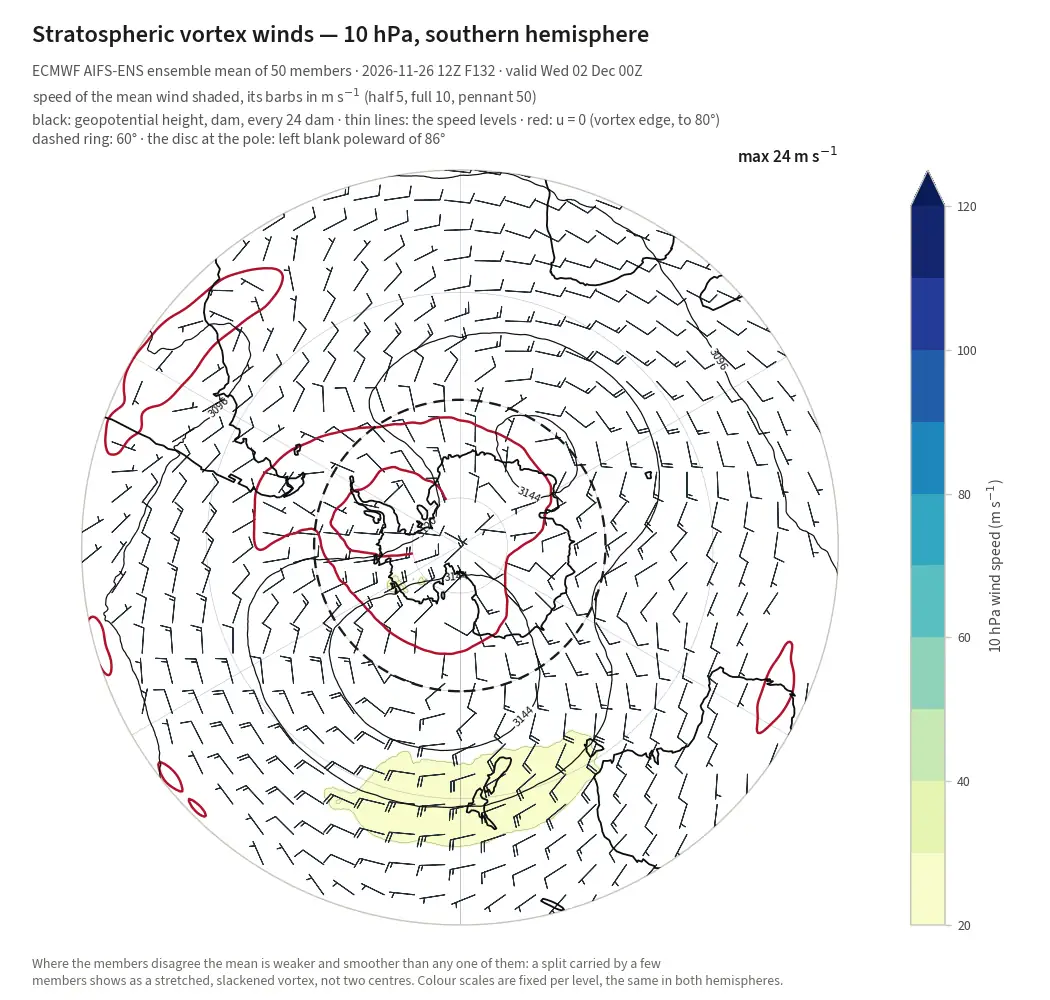 Stratospheric vortex winds — 10 hPa, southern hemisphere
ECMWF AIFS-ENS ensemble mean of 50 members · 2026-11-26 12Z F132 · valid Wed 02 Dec 00Z
speed of the mean wind shaded, its barbs in m s⁻¹ (half 5, full 10, pennant 50)
black: geopotential height, dam, every 24 dam · thin lines: the speed levels · red: u = 0 (vortex edge, to 80°)
dashed ring: 60° · the disc at the pole: left blank poleward of 86°
max 24 m s⁻¹
120
100
80
60
40
20
10 hPa wind speed (m s⁻¹)
3096
3096
3144
3144
Where the members disagree the mean is weaker and smoother than any one of them: a split carried by a few
members shows as a stretched, slackened vortex, not two centres. Colour scales are fixed per level, the same in both hemispheres.